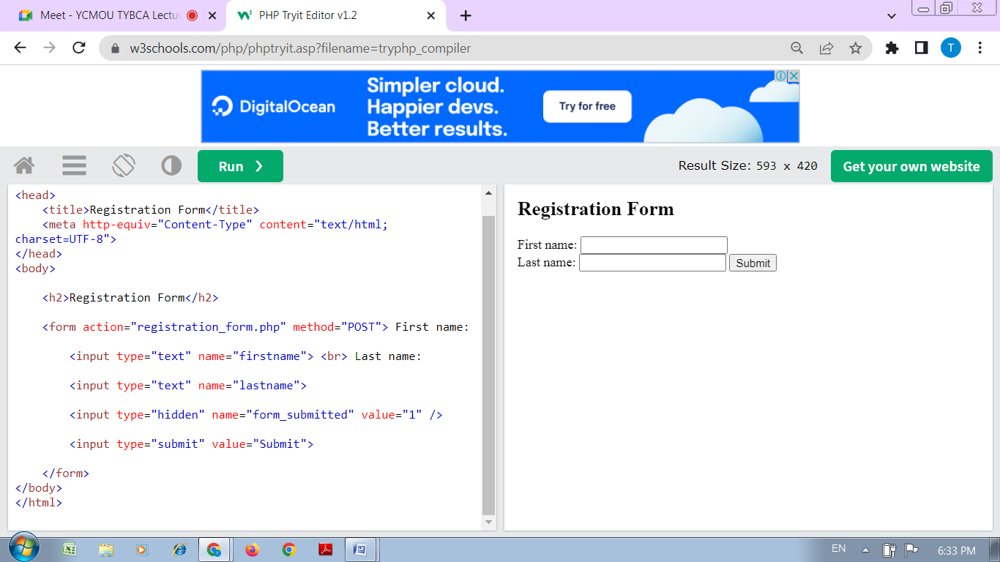 Meet - YCMOU TYBCA Lectu
PHP Tryit Editor v1.2
w3schools.com/php/phptryit.asp?filename=tryphp_compiler
T
DigitalOcean
Simpler cloud.
Happier devs.
Better results.
Try for free
Run ❯
Result Size: 593 x 420
Get your own website
<head>
    <title>Registration Form</title>
    <meta http-equiv="Content-Type" content="text/html;
charset=UTF-8">
</head>
<body>
    <h2>Registration Form</h2>
    <form action="registration_form.php" method="POST"> First name:
        <input type="text" name="firstname"> <br> Last name:
        <input type="text" name="lastname">
        <input type="hidden" name="form_submitted" value="1" />
        <input type="submit" value="Submit">
    </form>
</body>
</html>
Registration Form
First name:
Last name: Submit
EN
6:33 PM